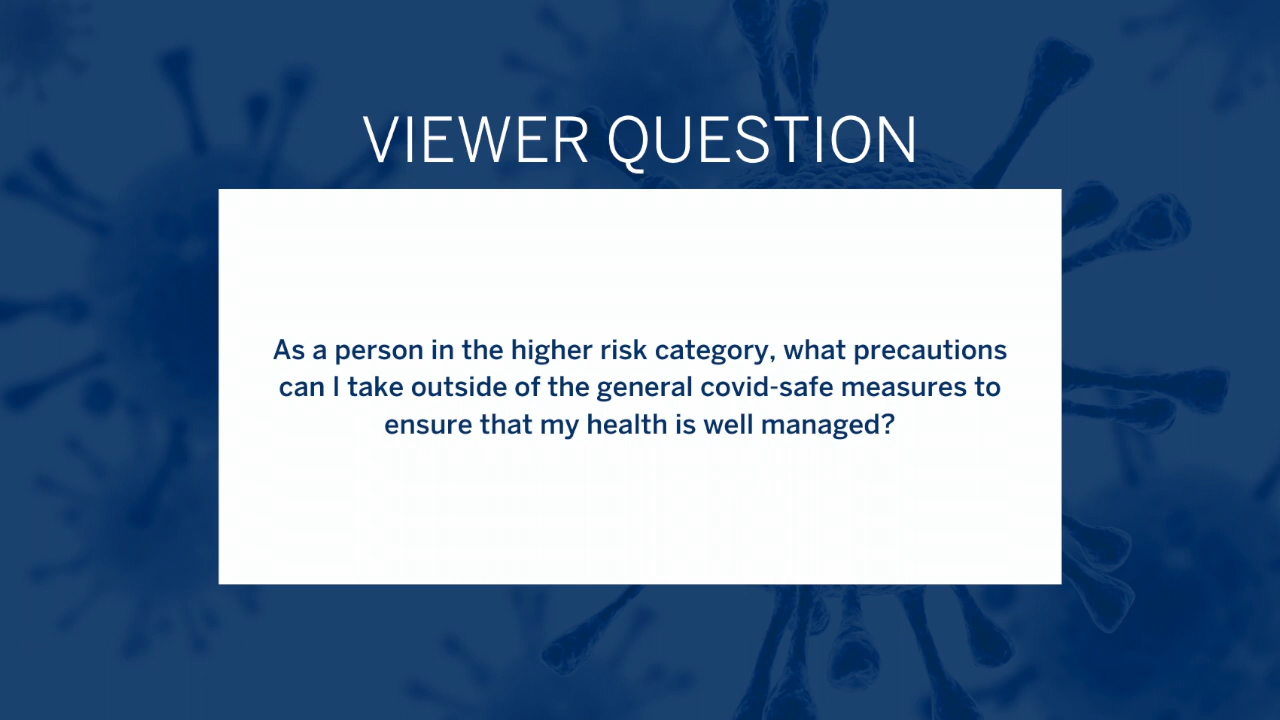 VIEWER QUESTION
As a person in the higher risk category, what precautions
can I take outside of the general covid-safe measures to
ensure that my health is well managed?